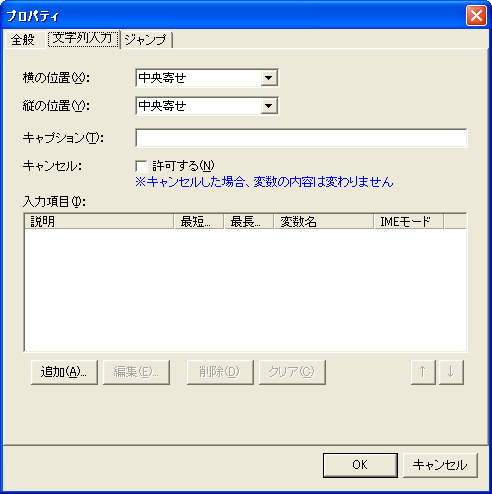 プロパティ
全般 文字列入力 ジャンプ
横の位置(X): 中央寄せ
縦の位置(Y): 中央寄せ
キャプション(T):
キャンセル: 許可する(N)
※キャンセルした場合、変数の内容は変わりません
入力項目(I):
説明 最短... 最長... 変数名 IMEモード
追加(A)... 編集(E)... 削除(D) クリア(C) ↑ ↓
OK キャンセル